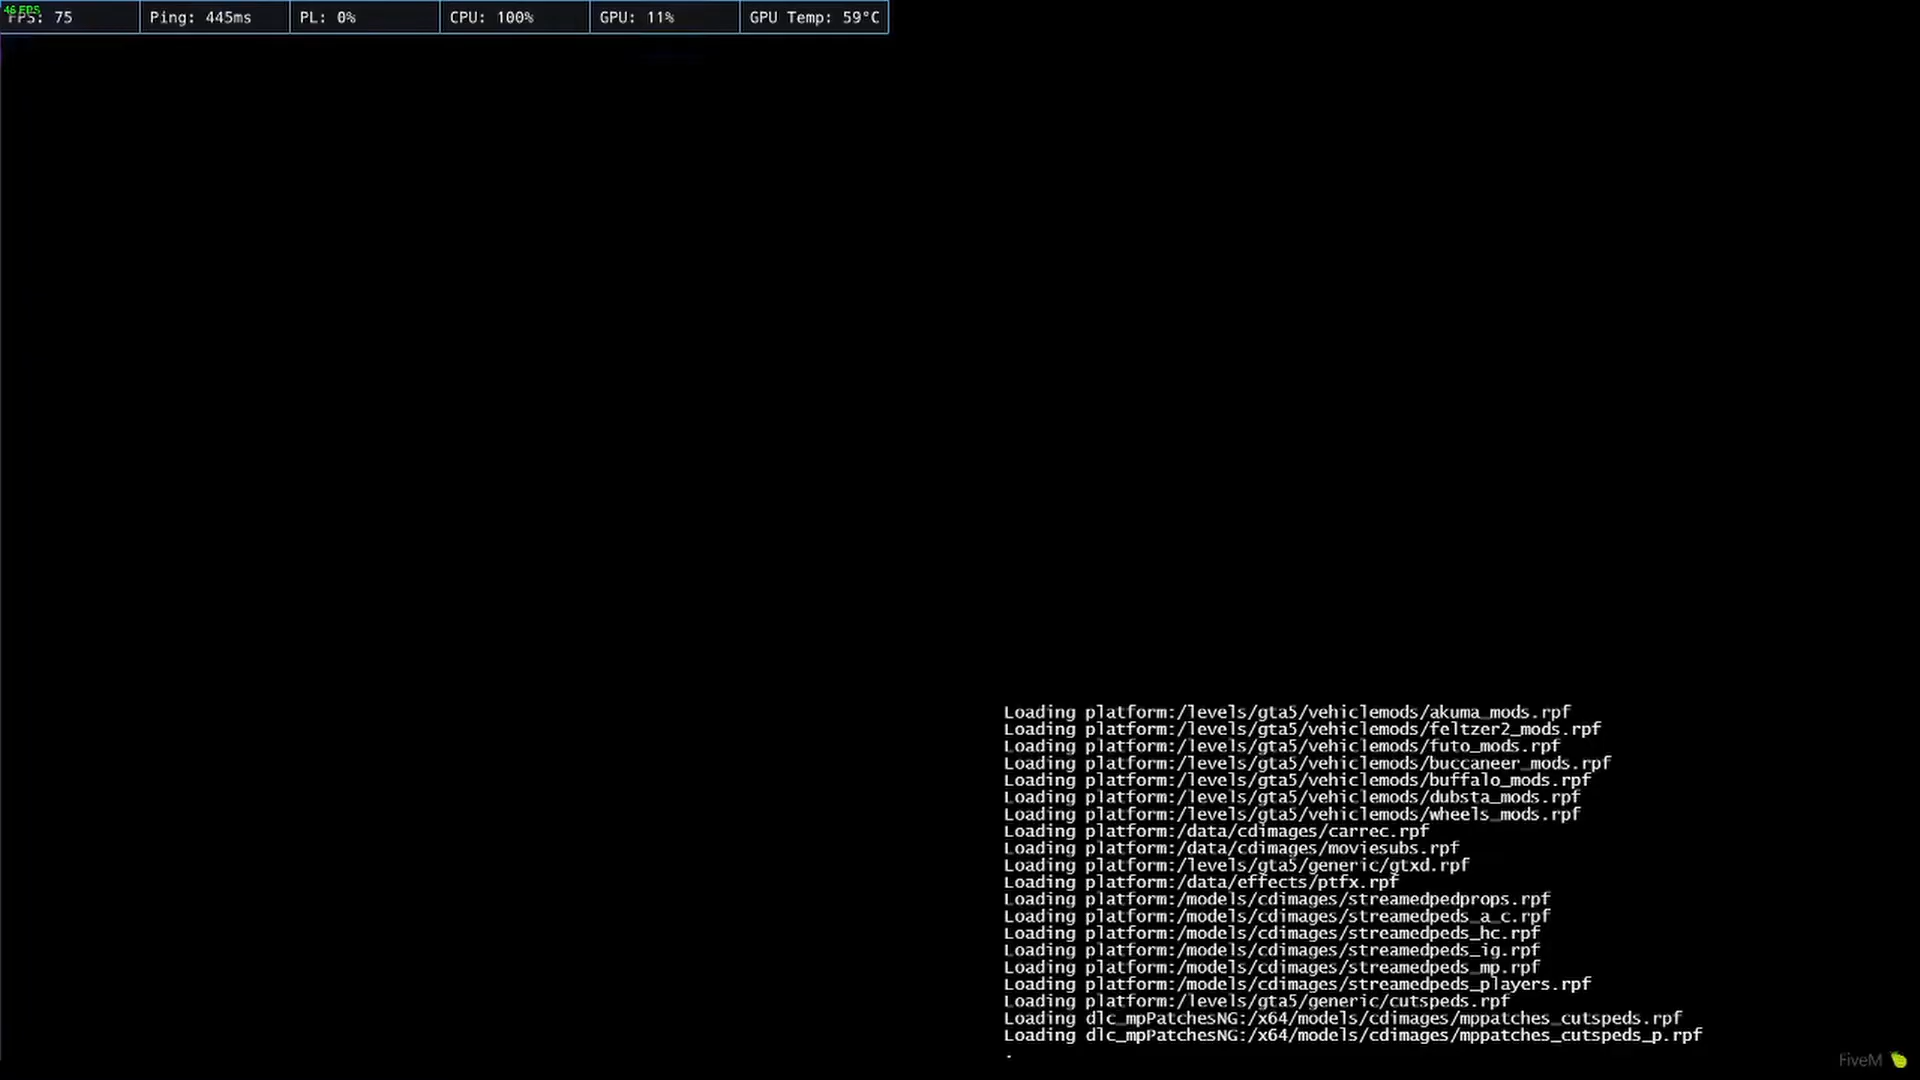 46 FPS
FPS: 75
Ping: 445ms
PL: 0%
CPU: 100%
GPU: 11%
GPU Temp: 59°C
Loading platform:/levels/gta5/vehiclemods/akuma_mods.rpf
Loading platform:/levels/gta5/vehiclemods/feltzer2_mods.rpf
Loading platform:/levels/gta5/vehiclemods/futo_mods.rpf
Loading platform:/levels/gta5/vehiclemods/buccaneer_mods.rpf
Loading platform:/levels/gta5/vehiclemods/buffalo_mods.rpf
Loading platform:/levels/gta5/vehiclemods/dubsta_mods.rpf
Loading platform:/levels/gta5/vehiclemods/wheels_mods.rpf
Loading platform:/data/cdimages/carrec.rpf
Loading platform:/data/cdimages/moviesubs.rpf
Loading platform:/levels/gta5/generic/gtxd.rpf
Loading platform:/data/effects/ptfx.rpf
Loading platform:/models/cdimages/streamedpedprops.rpf
Loading platform:/models/cdimages/streamedpeds_a_c.rpf
Loading platform:/models/cdimages/streamedpeds_hc.rpf
Loading platform:/models/cdimages/streamedpeds_ig.rpf
Loading platform:/models/cdimages/streamedpeds_mp.rpf
Loading platform:/models/cdimages/streamedpeds_players.rpf
Loading platform:/levels/gta5/generic/cutspeds.rpf
Loading dlc_mpPatchesNG:/x64/models/cdimages/mppatches_cutspeds.rpf
Loading dlc_mpPatchesNG:/x64/models/cdimages/mppatches_cutspeds_p.rpf
.
FiveM